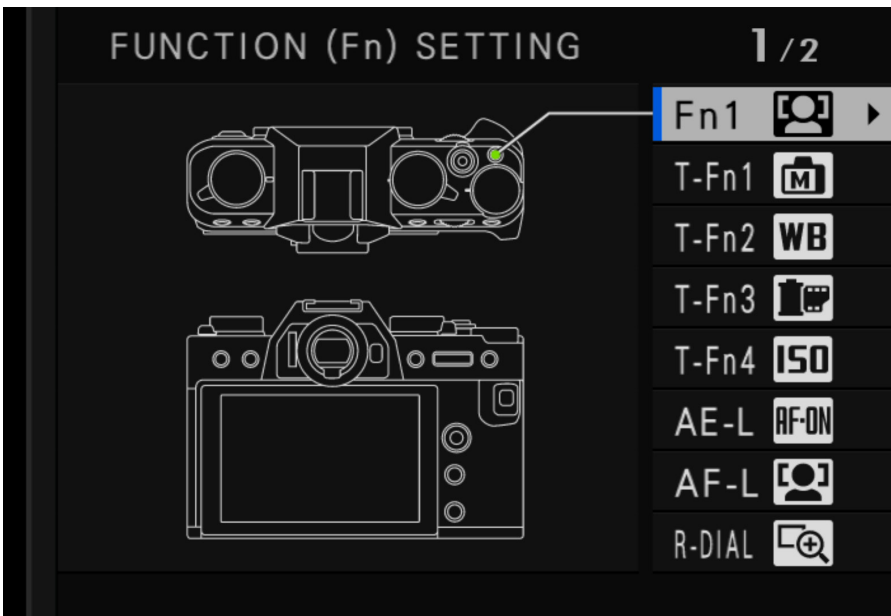 FUNCTION (Fn) SETTING 1/2
Fn1
T-Fn1 M
T-Fn2 WB
T-Fn3
T-Fn4 ISO
AE-L AF-ON
AF-L
R-DIAL